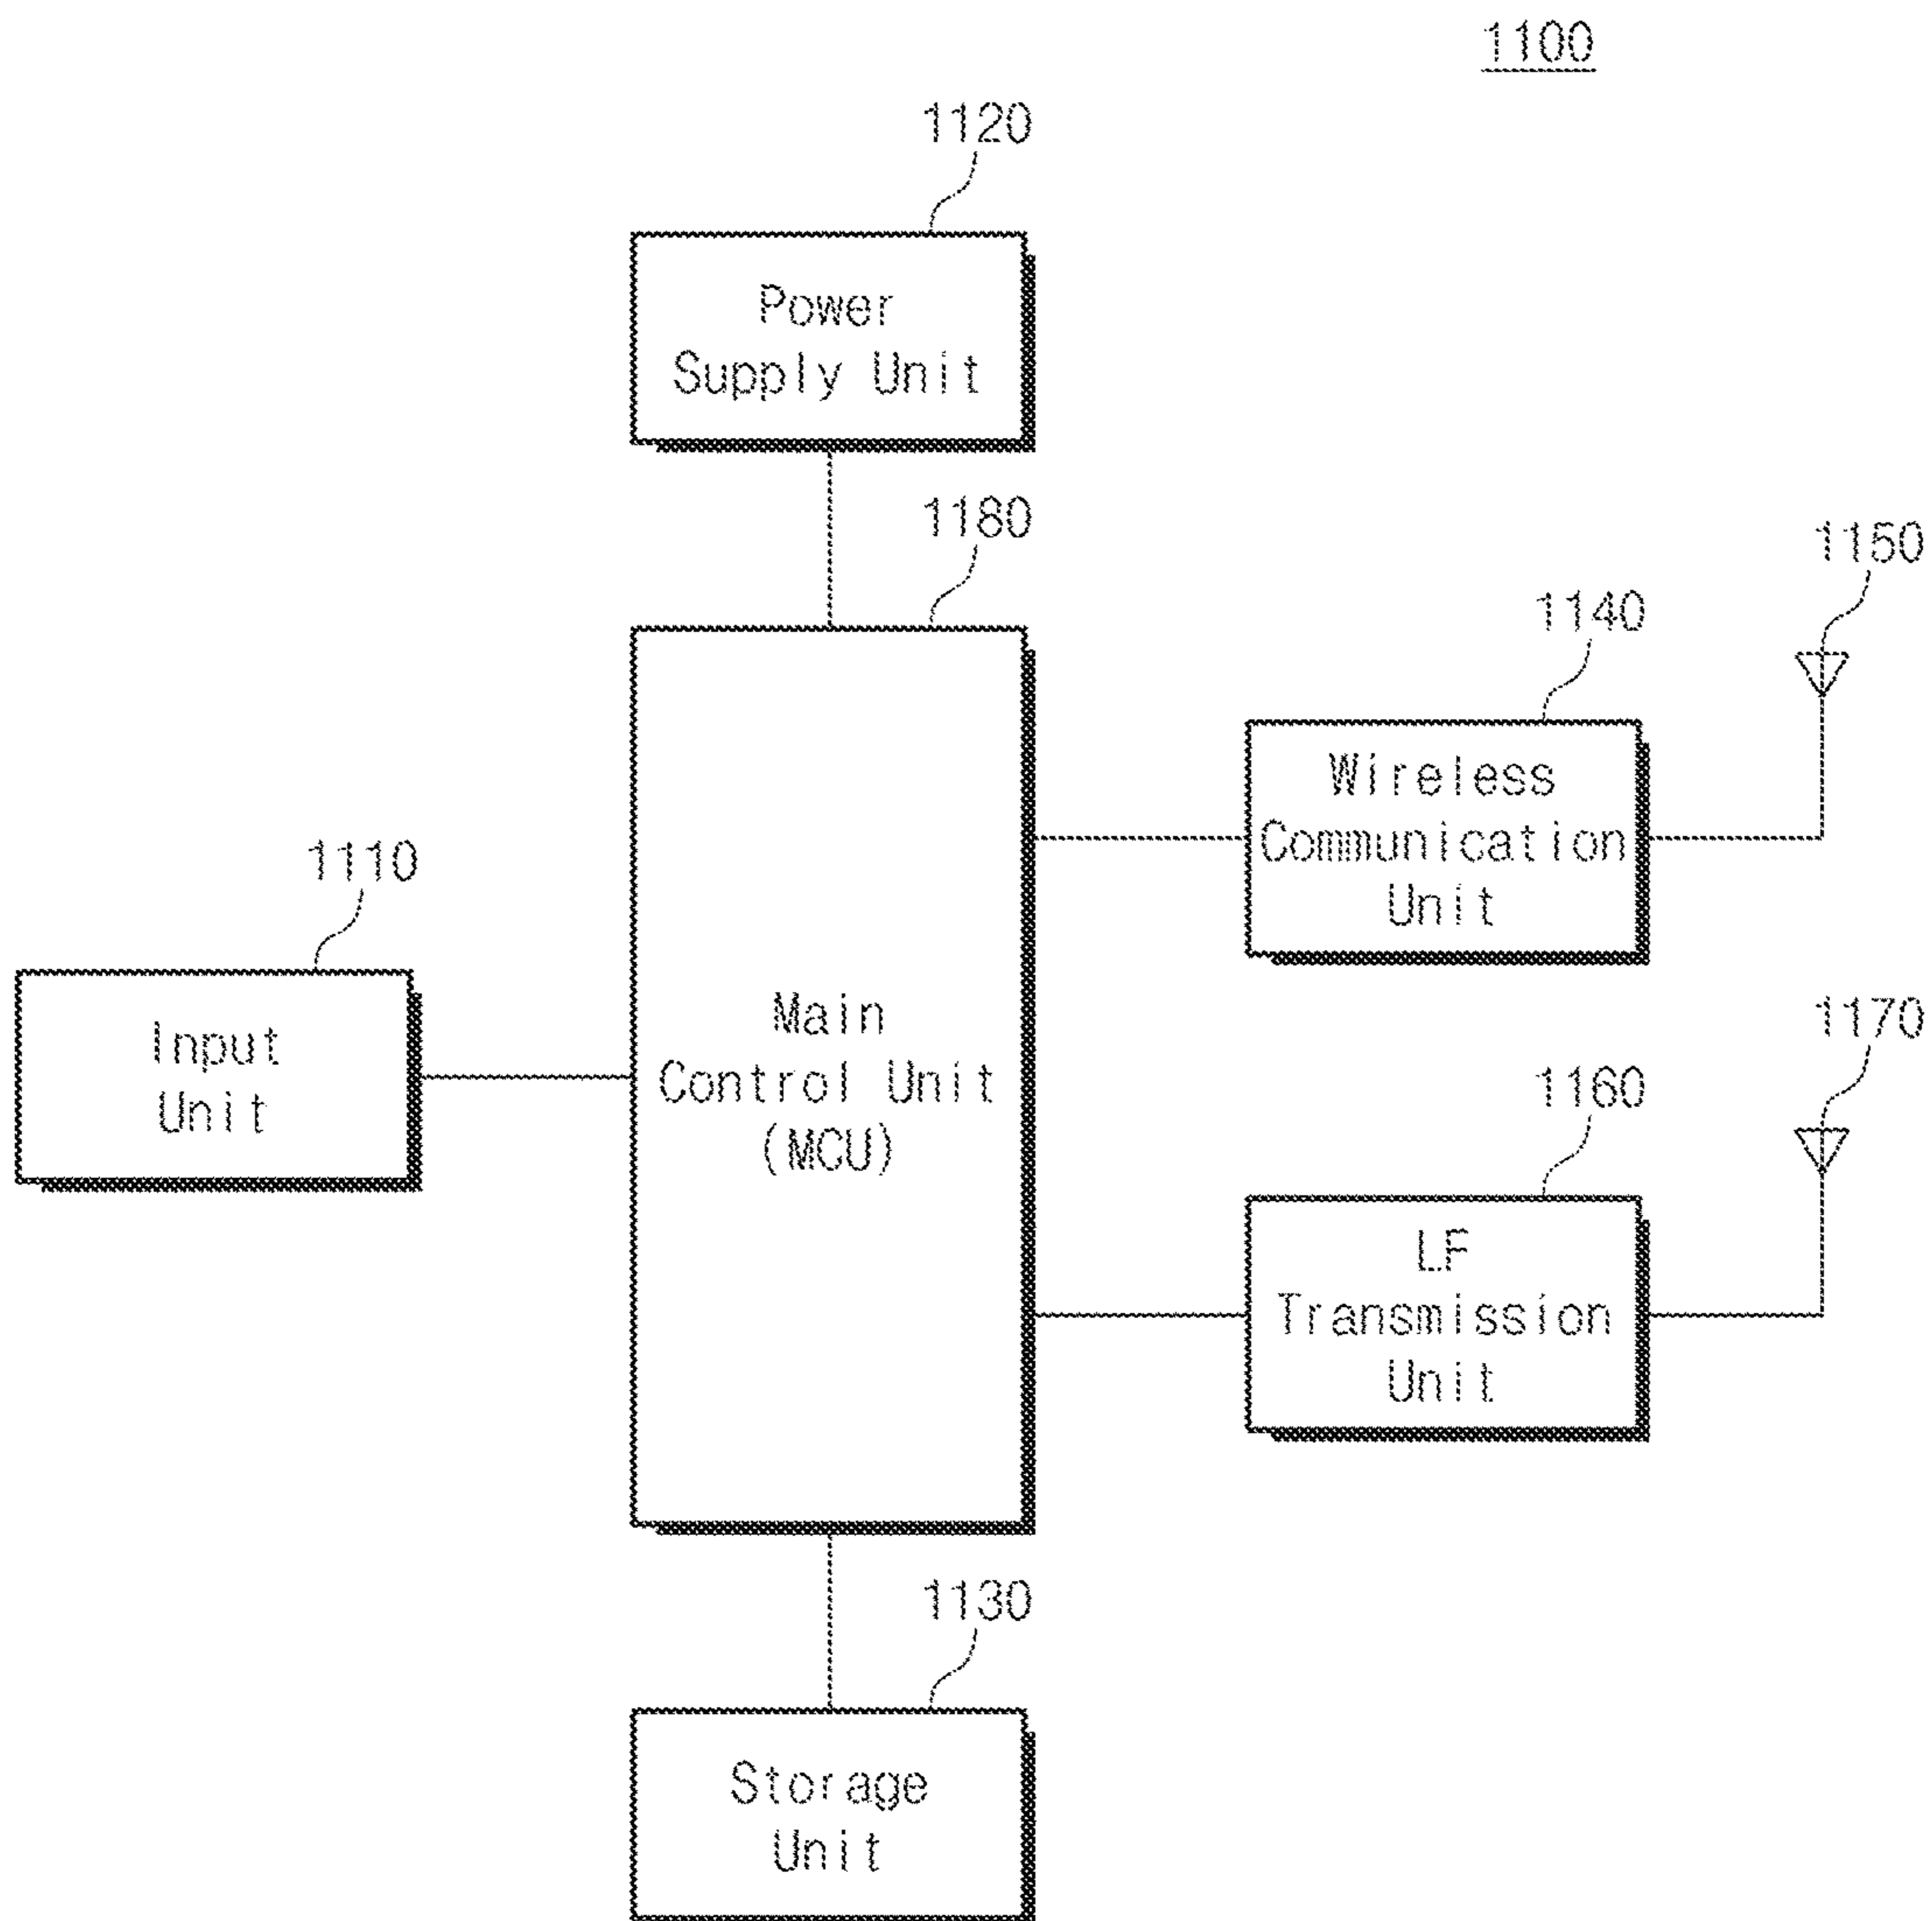 1100
1120
Power
Supply Unit
1180
1150
1140
Wireless
Communication
Unit
1110
Input
Unit
Main
Control Unit
(MCU)
1170
1160
LF
Transmission
Unit
1130
Storage
Unit